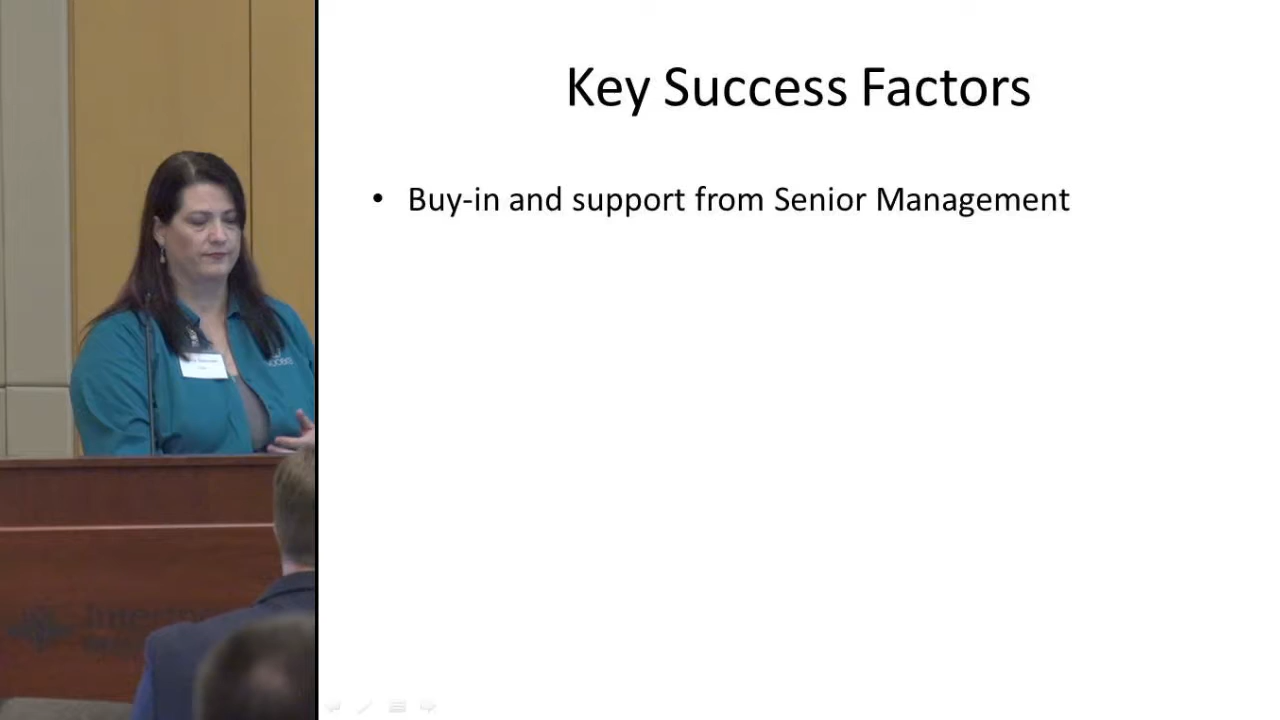 Key Success Factors
• Buy-in and support from Senior Management